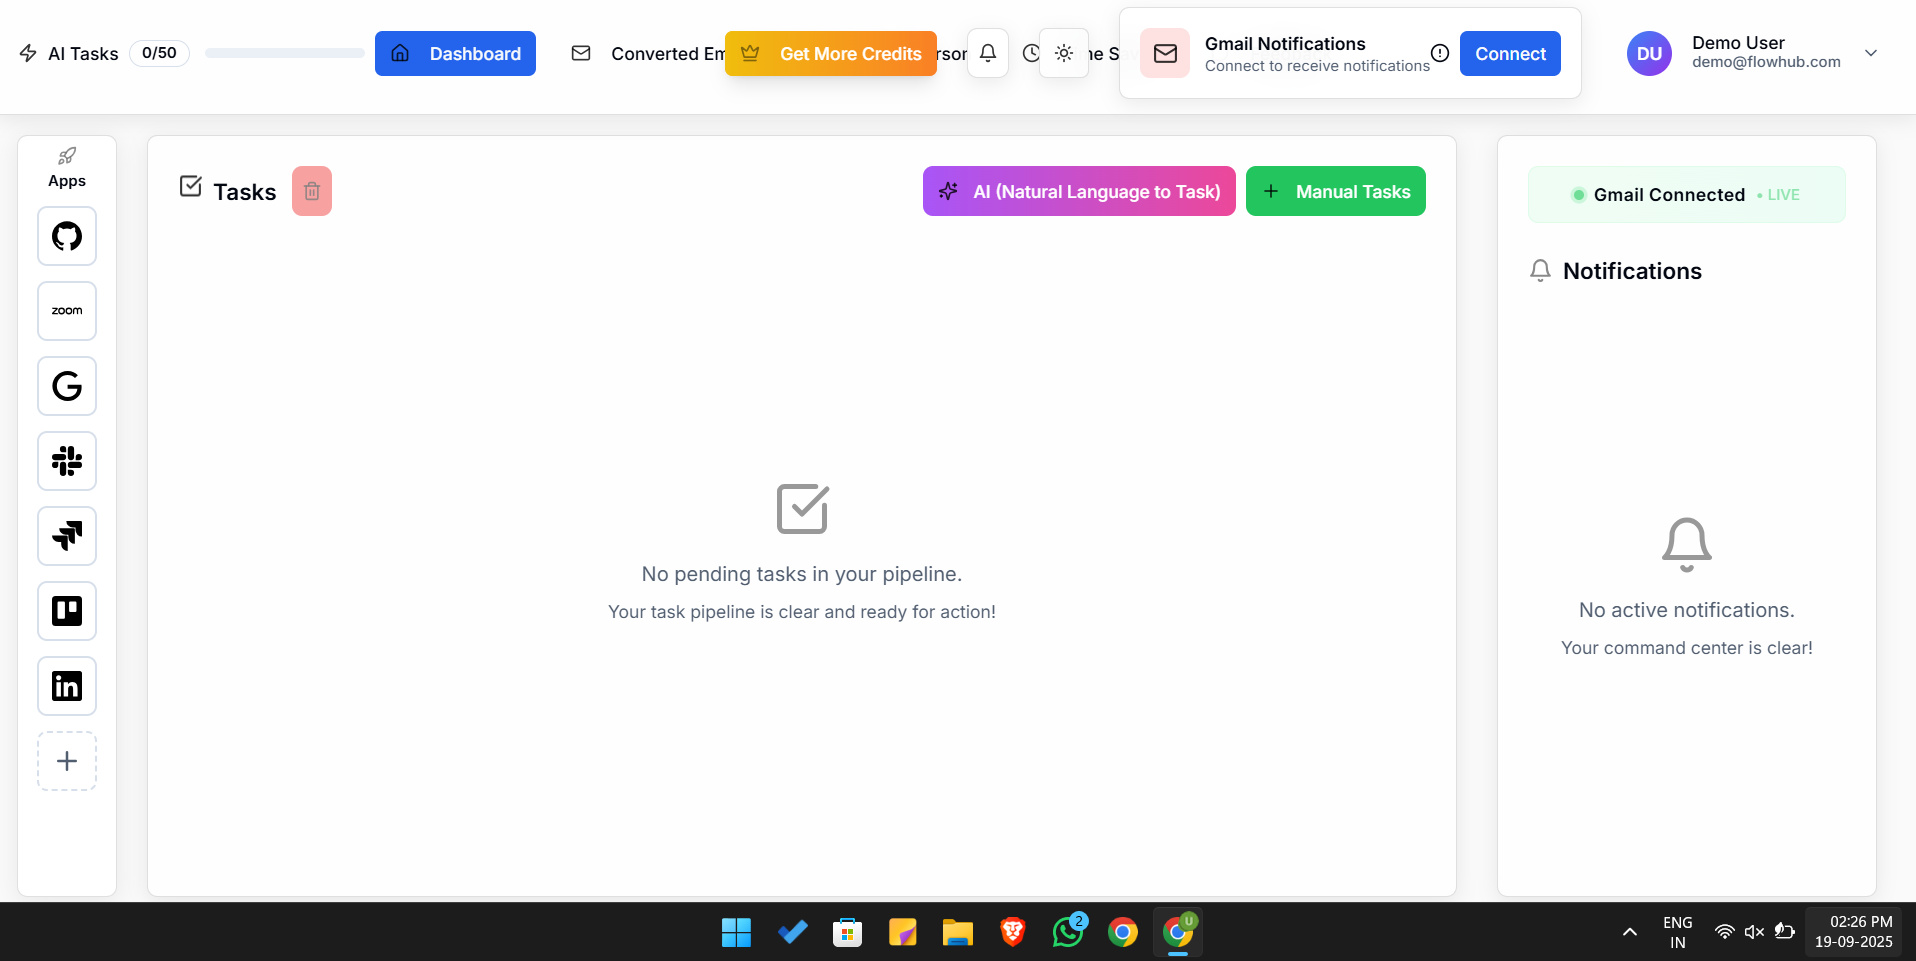 AI Tasks
0/50
Dashboard
Converted Em
Get More Credits
rson
me S
Gmail Notifications
Connect to receive notifications
Connect
DU
Demo User
demo@flowhub.com
Apps
zoom
Tasks
AI (Natural Language to Task)
Manual Tasks
No pending tasks in your pipeline.
Your task pipeline is clear and ready for action!
Gmail Connected • LIVE
Notifications
No active notifications.
Your command center is clear!
2
U
ENG
IN
02:26 PM
19-09-2025